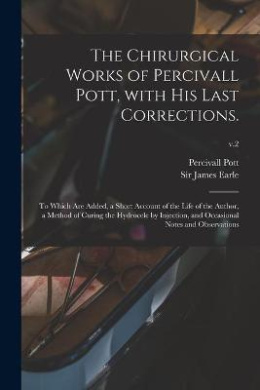 The Chirurgical
Works of Percivall
Pott, with His Last
Corrections.
v.2
Percivall Pott
Sir James Earle
To Which Are Added, a Short Account of the Life of the Author,
a Method of Curing the Hydrocele by Injection, and Occasional
Notes and Observations